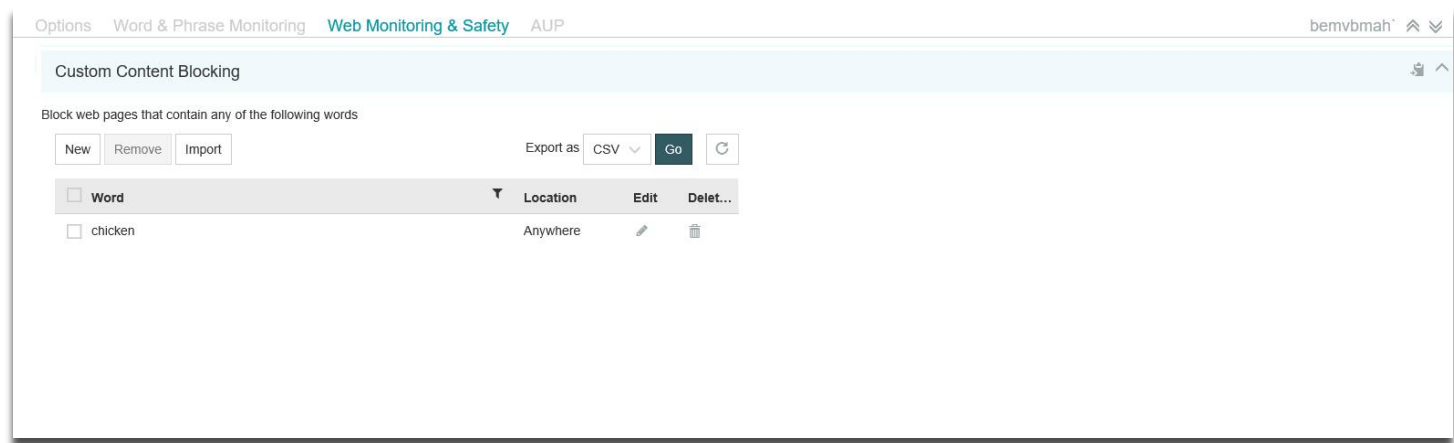 Options Word & Phrase Monitoring Web Monitoring & Safety AUP bemvbmah`
Custom Content Blocking
Block web pages that contain any of the following words
New Remove Import Export as CSV Go
Word Location Edit Delet...
chicken Anywhere